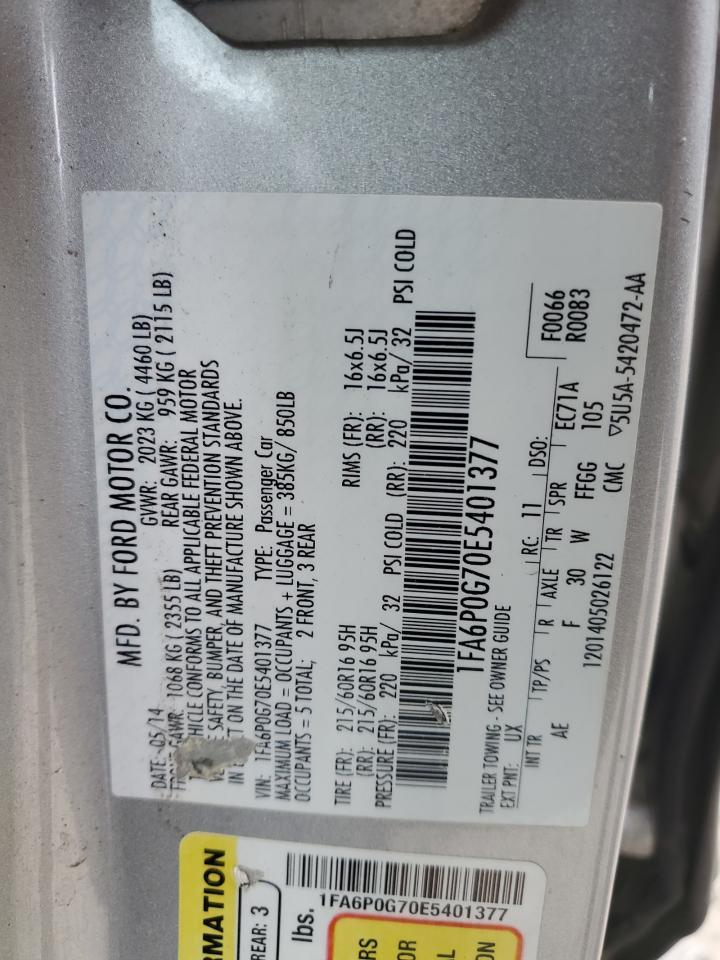 MFD. BY FORD MOTOR CO.
DATE: 05/14 GVWR: 2023 KG ( 4460 LB)
GAWR: 1068 KG ( 2355 LB) REAR GAWR: 959 KG ( 2115 LB)
VEHICLE CONFORMS TO ALL APPLICABLE FEDERAL MOTOR
SAFETY, BUMPER, AND THEFT PREVENTION STANDARDS
IN ON THE DATE OF MANUFACTURE SHOWN ABOVE.
VIN: 1FA6P0G70E5401377 TYPE: Passenger Car
MAXIMUM LOAD = OCCUPANTS + LUGGAGE = 385KG/ 850LB
OCCUPANTS = 5 TOTAL; 2 FRONT, 3 REAR
TIRE (FR): 215/60R16 95H RIMS (FR): 16x6.5J
(RR): 215/60R16 95H (RR): 16x6.5J
PRESSURE (FR): 220 kPa/ 32 PSI COLD (RR): 220 kPa/ 32 PSI COLD
1FA6P0G70E5401377
TRAILER TOWING - SEE OWNER GUIDE
EXT PNT: UX RC: 11 DSO: F0066
R0083
INT TR TP/PS R AXLE TR SPR EC71A
AE F 30 W FFGG 105
1201405026122 CMC ▽5U5A-5420472-AA
RMATION
REAR: 3
lbs.
1FA6P0G70E5401377
RS
OR
AL
ON